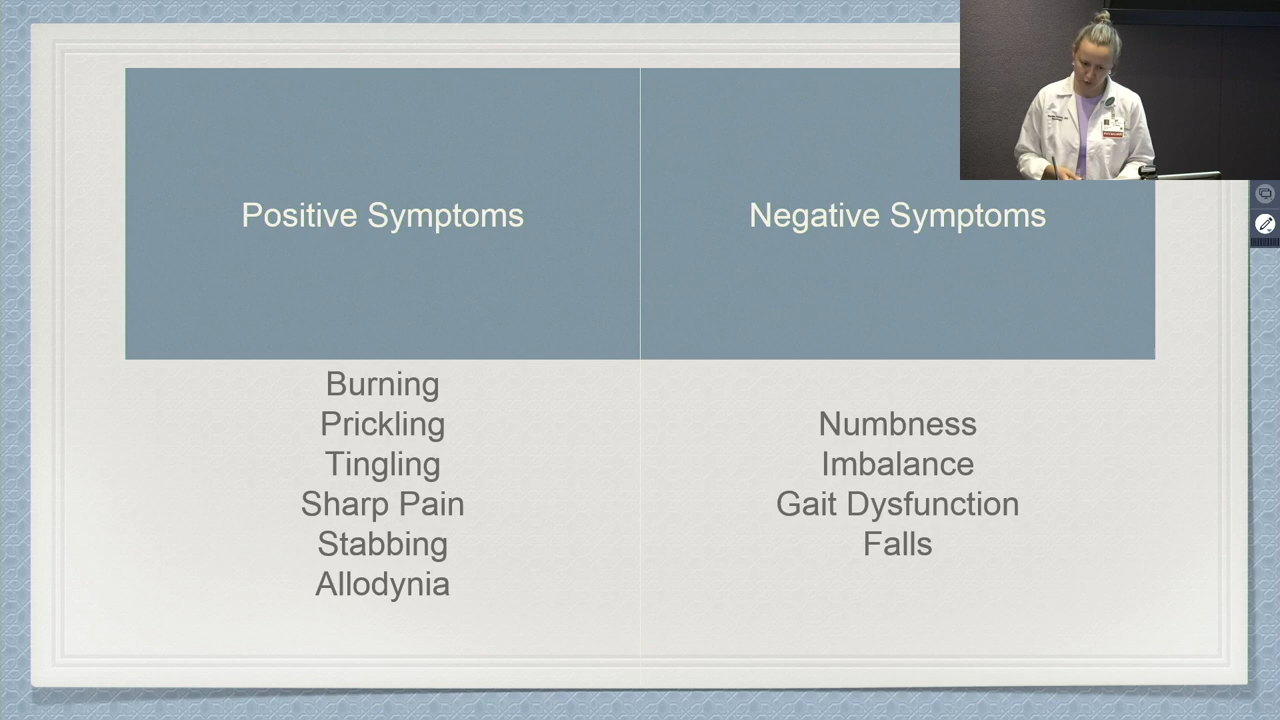 Positive Symptoms
Negative Symptoms
Burning
Prickling
Tingling
Sharp Pain
Stabbing
Allodynia
Numbness
Imbalance
Gait Dysfunction
Falls